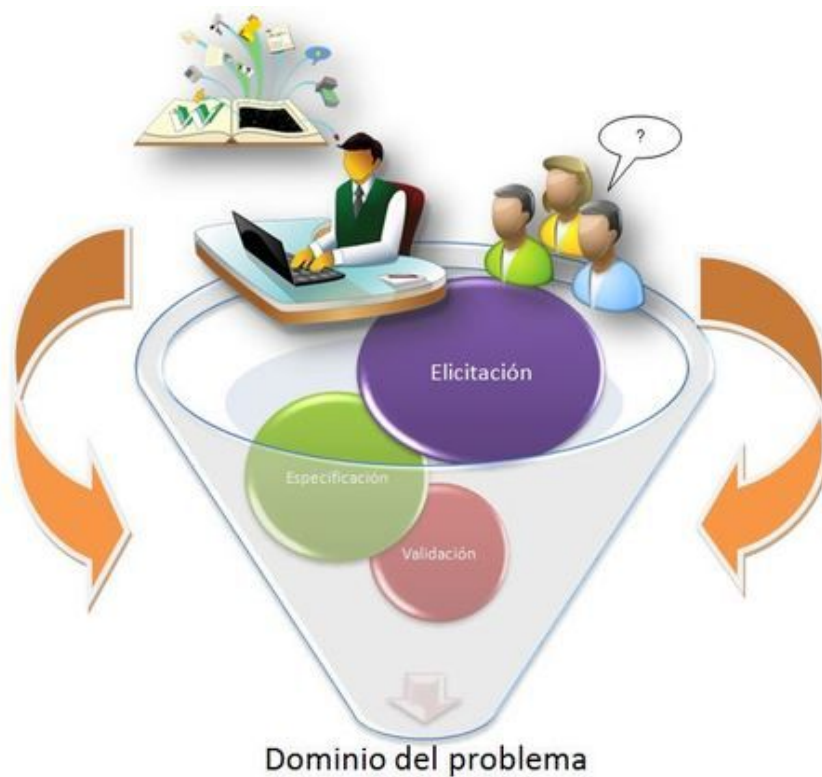 ?
Elicitación
Especificación
Validación
Dominio del problema